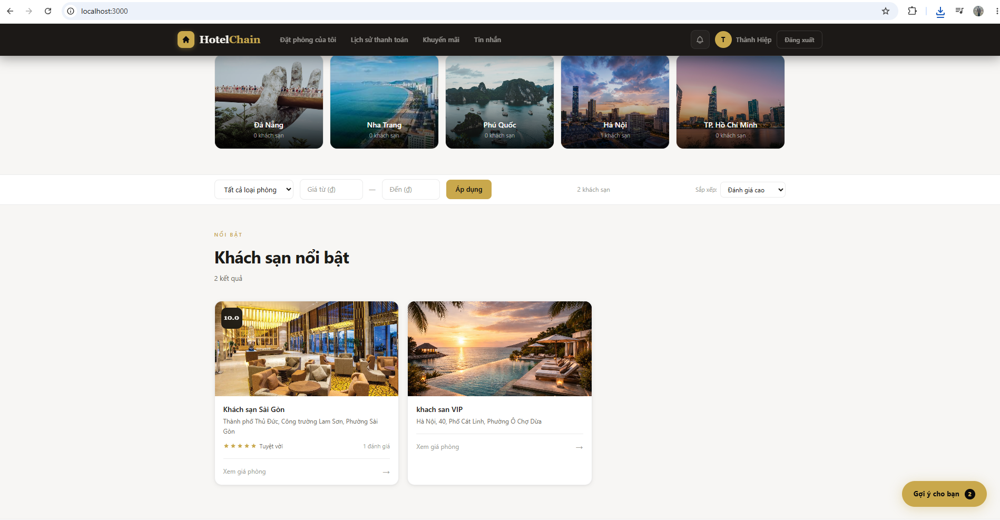 localhost:3000
HotelChain
Đặt phòng của tôi
Lịch sử thanh toán
Khuyến mãi
Tin nhắn
T
Thành Hiệp
Đăng xuất
Đà Nẵng
0 khách sạn
Nha Trang
0 khách sạn
Phú Quốc
0 khách sạn
Hà Nội
1 khách sạn
TP. Hồ Chí Minh
0 khách sạn
Tất cả loại phòng
Giá từ (₫)
—
Đến (₫)
Áp dụng
2 khách sạn
Sắp xếp:
Đánh giá cao
NỔI BẬT
Khách sạn nổi bật
2 kết quả
10.0
Khách sạn Sài Gòn
Thành phố Thủ Đức, Công trường Lam Sơn, Phường Sài
Gòn
★★★★★ Tuyệt vời
1 đánh giá
Xem giá phòng →
khach san VIP
Hà Nội, 40, Phố Cát Linh, Phường Ô Chợ Dừa
Xem giá phòng →
Gợi ý cho bạn 2